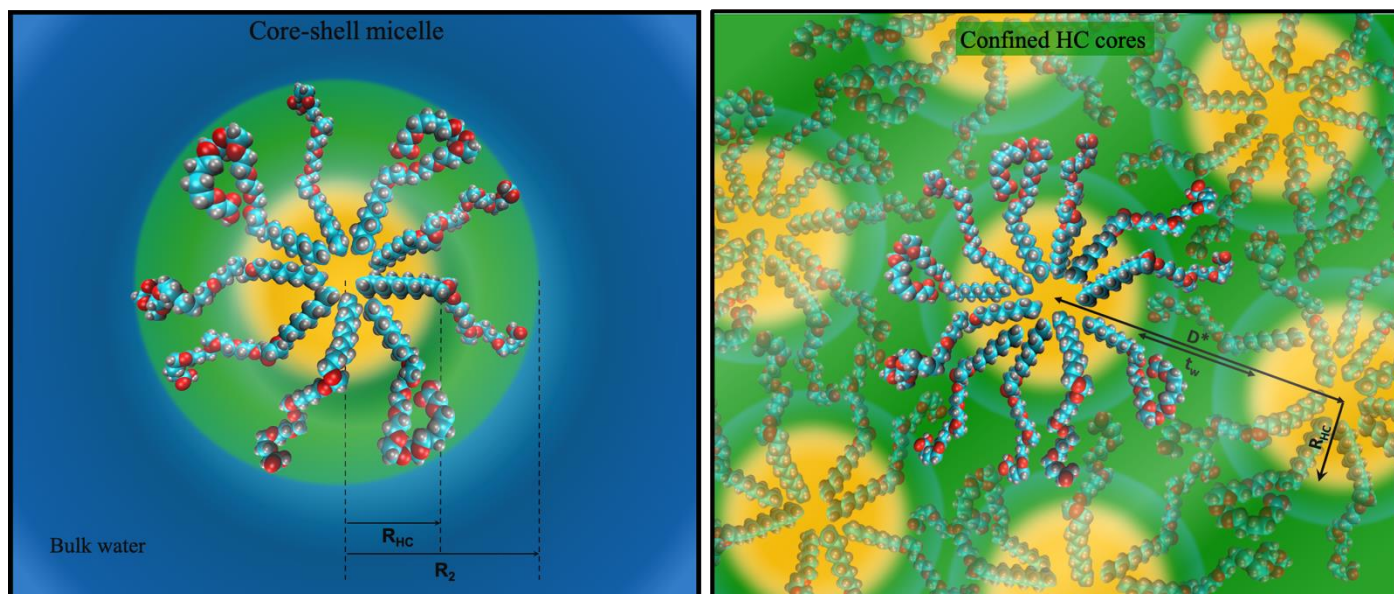 Core-shell micelle
R_HC
R_2
Bulk water
Confined HC cores
D*
t_w
R_HC